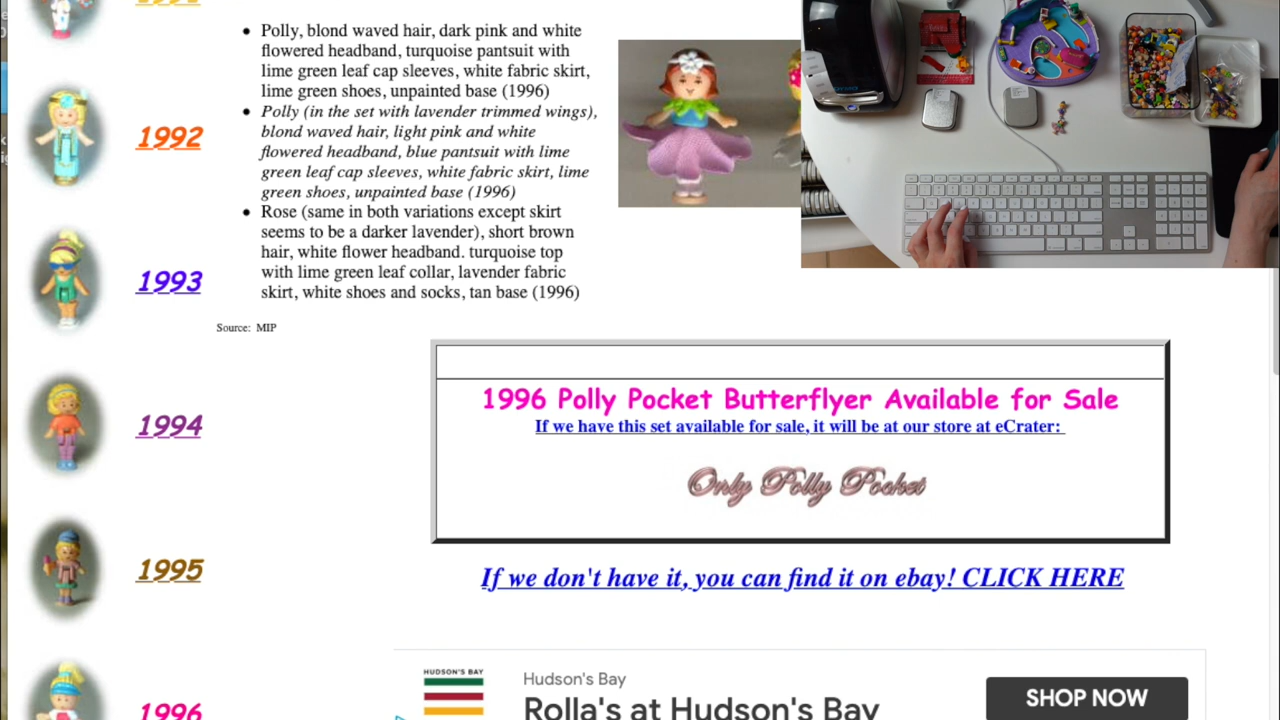 Polly, blond waved hair, dark pink and white
flowered headband, turquoise pantsuit with
lime green leaf cap sleeves, white fabric skirt,
lime green shoes, unpainted base (1996)
Polly (in the set with lavender trimmed wings),
blond waved hair, light pink and white
flowered headband, blue pantsuit with lime
green leaf cap sleeves, white fabric skirt, lime
green shoes, unpainted base (1996)
Rose (same in both variations except skirt
seems to be a darker lavender), short brown
hair, white flower headband. turquoise top
with lime green leaf collar, lavender fabric
skirt, white shoes and socks, tan base (1996)
Source: MIP
1992
1993
1994
1995
1996
1996 Polly Pocket Butterflyer Available for Sale
If we have this set available for sale, it will be at our store at eCrater:
Only Polly Pocket
If we don't have it, you can find it on ebay! CLICK HERE
HUDSON'S BAY
Hudson's Bay
Rolla's at Hudson's Bay
SHOP NOW